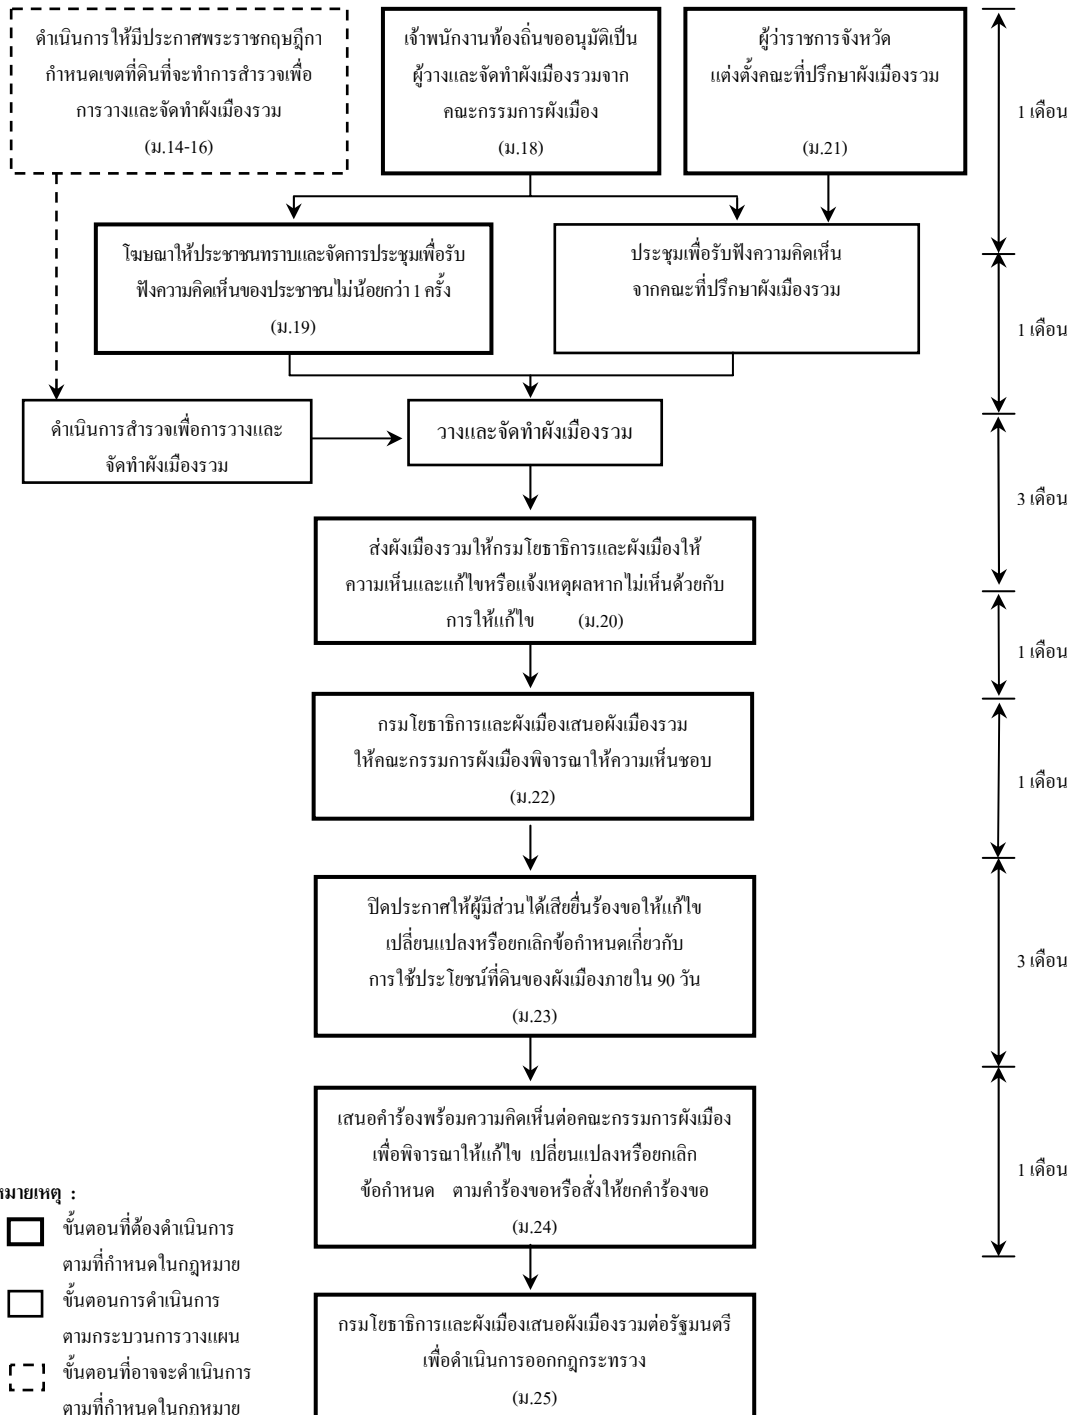 ดำเนินการให้มีประกาศพระราชกฤษฎีกา
กำหนดเขตที่ดินที่จะทำการสำรวจเพื่อ
การวางและจัดทำผังเมืองรวม
(ม.14-16)
เจ้าพนักงานท้องถิ่นขออนุมัติเป็น
ผู้วางและจัดทำผังเมืองรวมจาก
คณะกรรมการผังเมือง
(ม.18)
ผู้ว่าราชการจังหวัด
แต่งตั้งคณะที่ปรึกษาผังเมืองรวม
(ม.21)
1 เดือน
โฆษณาให้ประชาชนทราบและจัดการประชุมเพื่อรับ
ฟังความคิดเห็นของประชาชนไม่น้อยกว่า 1 ครั้ง
(ม.19)
ประชุมเพื่อรับฟังความคิดเห็น
จากคณะที่ปรึกษาผังเมืองรวม
1 เดือน
ดำเนินการสำรวจเพื่อการวางและ
จัดทำผังเมืองรวม
วางและจัดทำผังเมืองรวม
3 เดือน
ส่งผังเมืองรวมให้กรมโยธาธิการและผังเมืองให้
ความเห็นและแก้ไขหรือแจ้งเหตุผลหากไม่เห็นด้วยกับ
การให้แก้ไข (ม.20)
1 เดือน
กรมโยธาธิการและผังเมืองเสนอผังเมืองรวม
ให้คณะกรรมการผังเมืองพิจารณาให้ความเห็นชอบ
(ม.22)
1 เดือน
ปิดประกาศให้ผู้มีส่วนได้เสียยื่นร้องขอให้แก้ไข
เปลี่ยนแปลงหรือยกเลิกข้อกำหนดเกี่ยวกับ
การใช้ประโยชน์ที่ดินของผังเมืองภายใน 90 วัน
(ม.23)
3 เดือน
เสนอคำร้องพร้อมความคิดเห็นต่อคณะกรรมการผังเมือง
เพื่อพิจารณาให้แก้ไข เปลี่ยนแปลงหรือยกเลิก
ข้อกำหนด ตามคำร้องขอหรือสั่งให้ยกคำร้องขอ
(ม.24)
1 เดือน
กรมโยธาธิการและผังเมืองเสนอผังเมืองรวมต่อรัฐมนตรี
เพื่อดำเนินการออกกฎกระทรวง
(ม.25)
หมายเหตุ :
ขั้นตอนที่ต้องดำเนินการ
ตามที่กำหนดในกฎหมาย
ขั้นตอนการดำเนินการ
ตามกระบวนการวางแผน
ขั้นตอนที่อาจจะดำเนินการ
ตามที่กำหนดในกฎหมาย